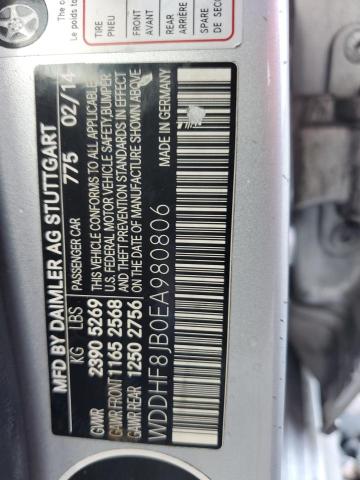 The c
Le poids to
TIRE
PNEU
FRONT
AVANT
REAR
ARRIÈRE
SPARE
DE SECO
MFD BY DAIMLER AG STUTTGART
KG LBS PASSENGER CAR 775 02/14
GVWR 2390 5269 THIS VEHICLE CONFORMS TO ALL APPLICABLE
GAWR FRONT 1165 2568 U.S. FEDERAL MOTOR VEHICLE SAFETY, BUMPER,
GAWR REAR 1250 2756 AND THEFT PREVENTION STANDARDS IN EFFECT
ON THE DATE OF MANUFACTURE SHOWN ABOVE
WDDHF8JB0EA980806 MADE IN GERMANY